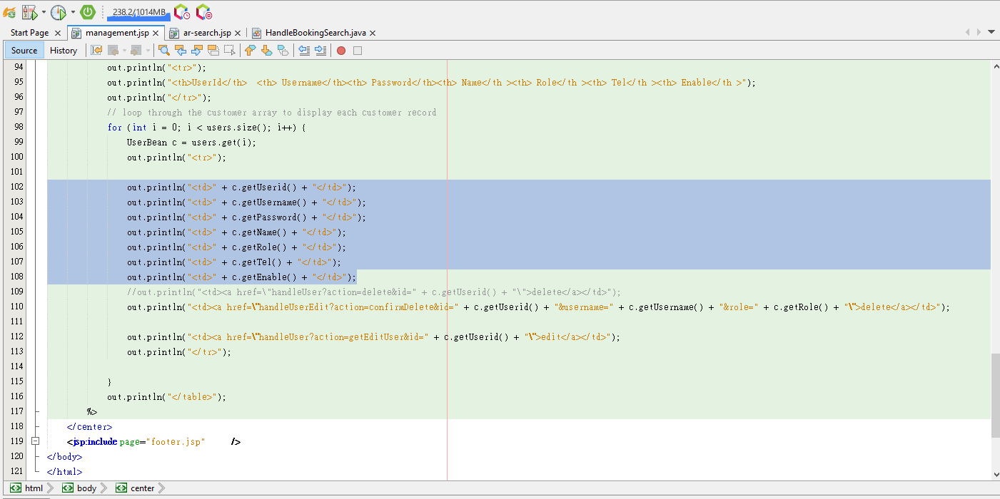 238.2/1014MB
Start Page management.jsp ar-search.jsp HandleBookingSearch.java
Source History
94 out.println("<tr>");
95 out.println("<th>UserId</th>  <th> Username</th><th> Password</th><th> Name</th ><th> Role</th ><th> Tel</th ><th> Enable</th >");
96 out.println("</tr>");
97 // loop through the customer array to display each customer record
98 for (int i = 0; i < users.size(); i++) {
99 UserBean c = users.get(i);
100 out.println("<tr>");
101
102 out.println("<td>" + c.getUserid() + "</td>");
103 out.println("<td>" + c.getUsername() + "</td>");
104 out.println("<td>" + c.getPassword() + "</td>");
105 out.println("<td>" + c.getName() + "</td>");
106 out.println("<td>" + c.getRole() + "</td>");
107 out.println("<td>" + c.getTel() + "</td>");
108 out.println("<td>" + c.getEnable() + "</td>");
109 //out.println("<td><a href=\"handleUser?action=delete&id=" + c.getUserid() + "\">delete</a></td>");
110 out.println("<td><a href=\"handleUserEdit?action=confirmDelete&id=" + c.getUserid() + "&username=" + c.getUsername() + "&role=" + c.getRole() + "\">delete</a></td>");
111
112 out.println("<td><a href=\"handleUser?action=getEditUser&id=" + c.getUserid() + "\">edit</a></td>");
113 out.println("</tr>");
114
115 }
116 out.println("</table>");
117 %>
118 </center>
119 <jsp:include page="footer.jsp" />
120 </body>
121 </html>
html body center